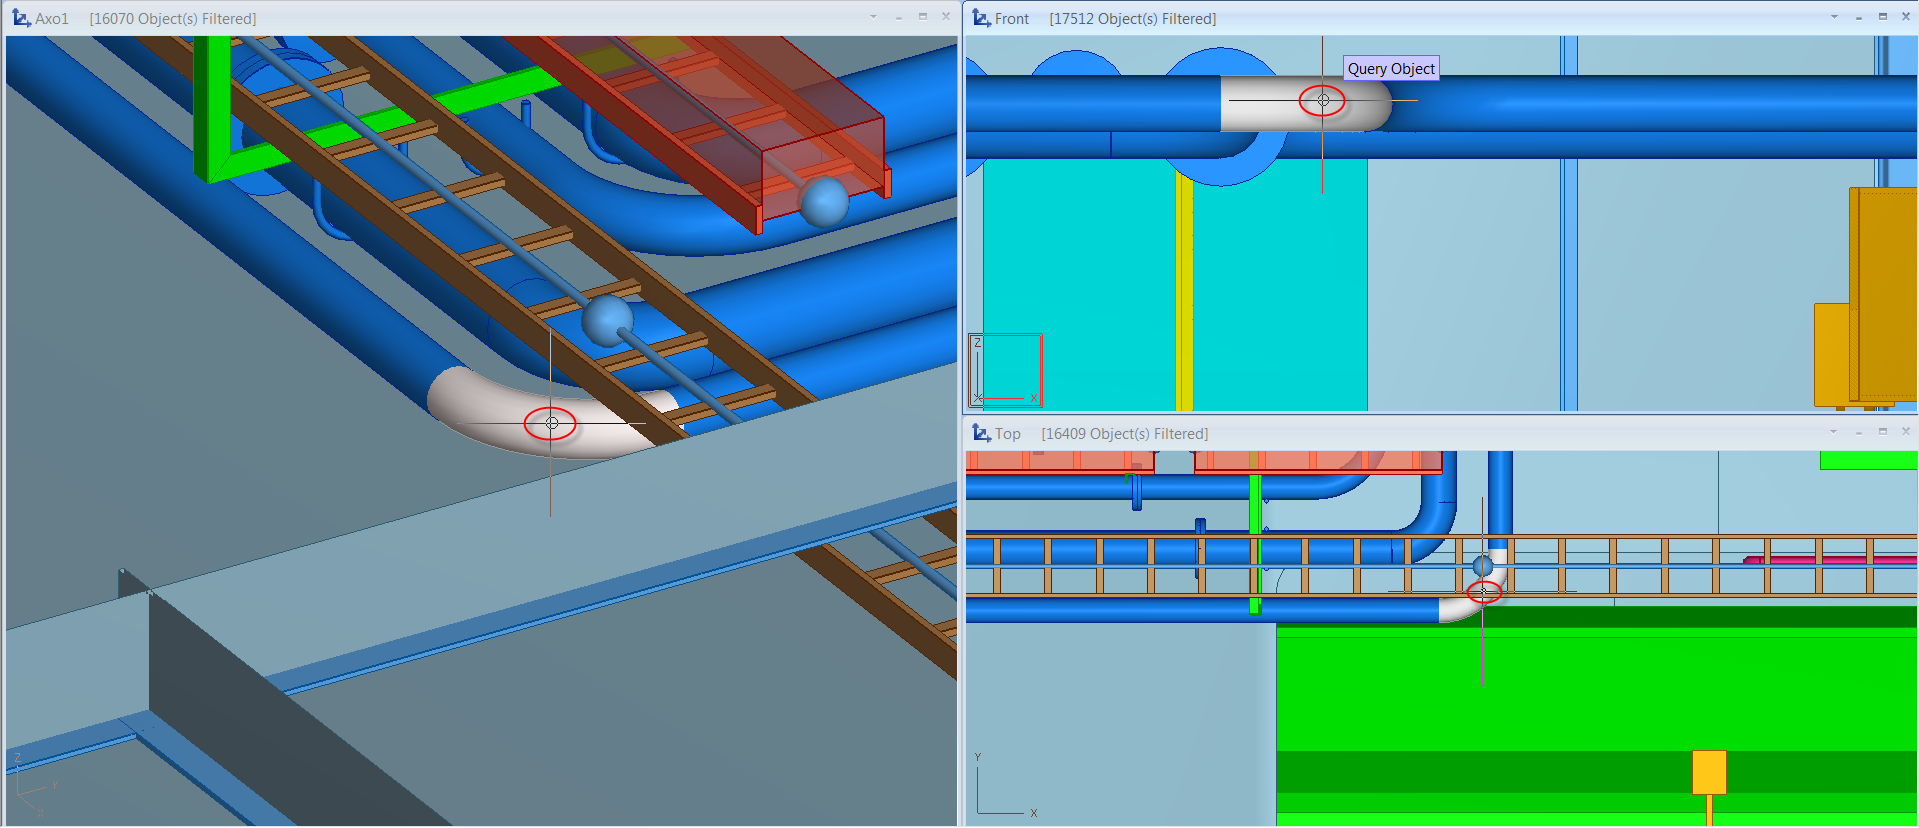 Axo1 [16070 Object(s) Filtered]
Z
Y
X
Front [17512 Object(s) Filtered]
Query Object
Z
X
Top [16409 Object(s) Filtered]
Y
X